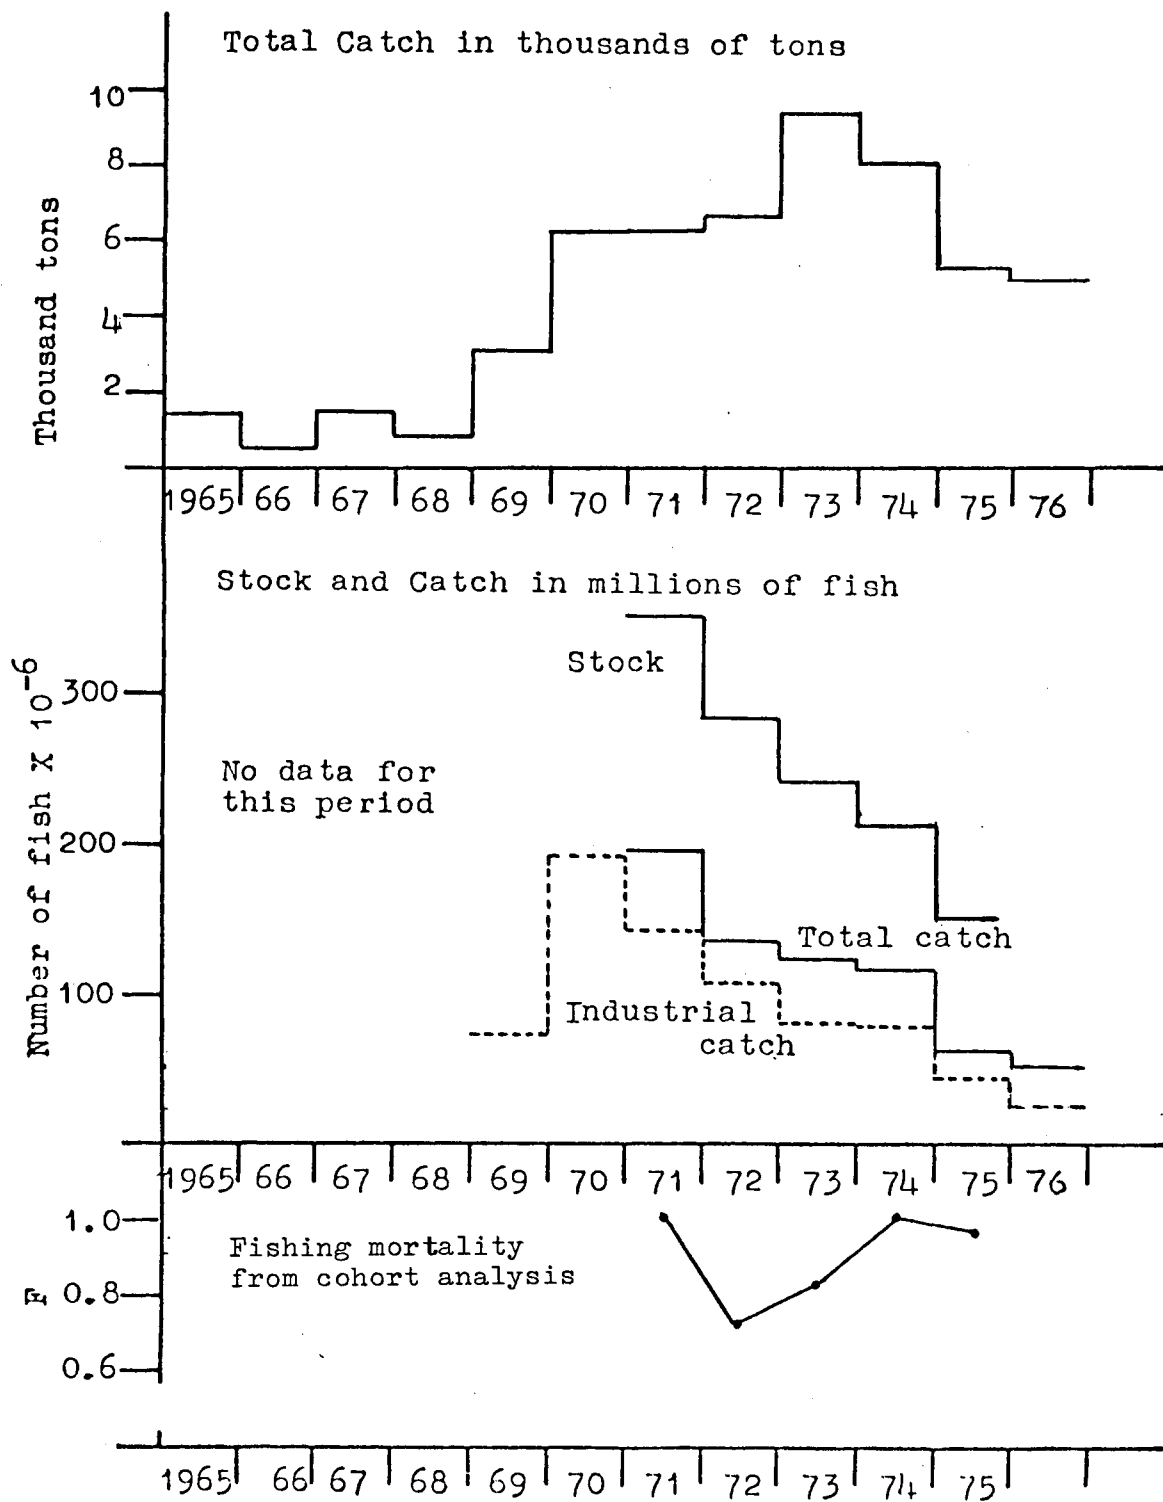 Total Catch in thousands of tons
Thousand tons
10
8
6
4
2
1965 66 67 68 69 70 71 72 73 74 75 76
Stock and Catch in millions of fish
Number of fish X 10⁻⁶
300
200
100
Stock
No data for
this period
Total catch
Industrial
catch
1965 66 67 68 69 70 71 72 73 74 75 76
Fishing mortality
from cohort analysis
F
1.0
0.8
0.6
1965 66 67 68 69 70 71 72 73 74 75